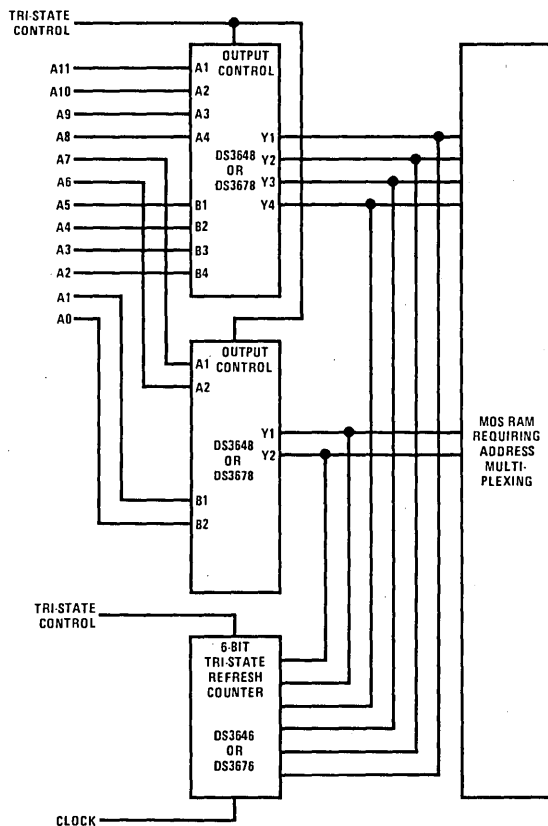 TRI-STATE
CONTROL
OUTPUT
CONTROL
A11
A10
A9
A8
A7
A6
A5
A4
A3
A2
A1
A0
A1
A2
A3
A4
B1
B2
B3
B4
DS3648
OR
DS3678
Y1
Y2
Y3
Y4
OUTPUT
CONTROL
A1
A2
B1
B2
DS3648
OR
DS3678
Y1
Y2
MOS RAM
REQUIRING
ADDRESS
MULTI-
PLEXING
TRI-STATE
CONTROL
6-BIT
TRI-STATE
REFRESH
COUNTER
DS3646
OR
DS3676
CLOCK